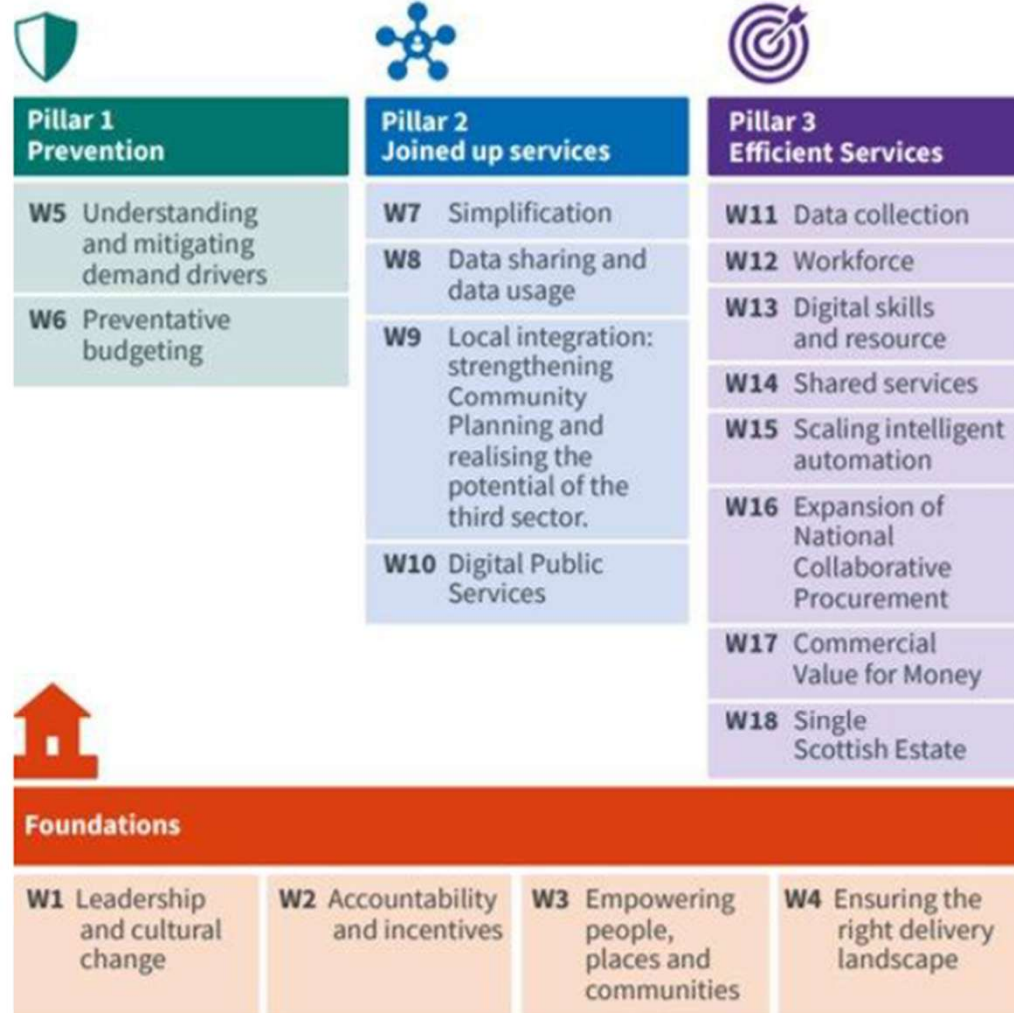 Pillar 1
Prevention
W5 Understanding
and mitigating
demand drivers
W6 Preventative
budgeting
Pillar 2
Joined up services
W7 Simplification
W8 Data sharing and
data usage
W9 Local integration:
strengthening
Community
Planning and
realising the
potential of the
third sector.
W10 Digital Public
Services
Pillar 3
Efficient Services
W11 Data collection
W12 Workforce
W13 Digital skills
and resource
W14 Shared services
W15 Scaling intelligent
automation
W16 Expansion of
National
Collaborative
Procurement
W17 Commercial
Value for Money
W18 Single
Scottish Estate
Foundations
W1 Leadership
and cultural
change
W2 Accountability
and incentives
W3 Empowering
people,
places and
communities
W4 Ensuring the
right delivery
landscape